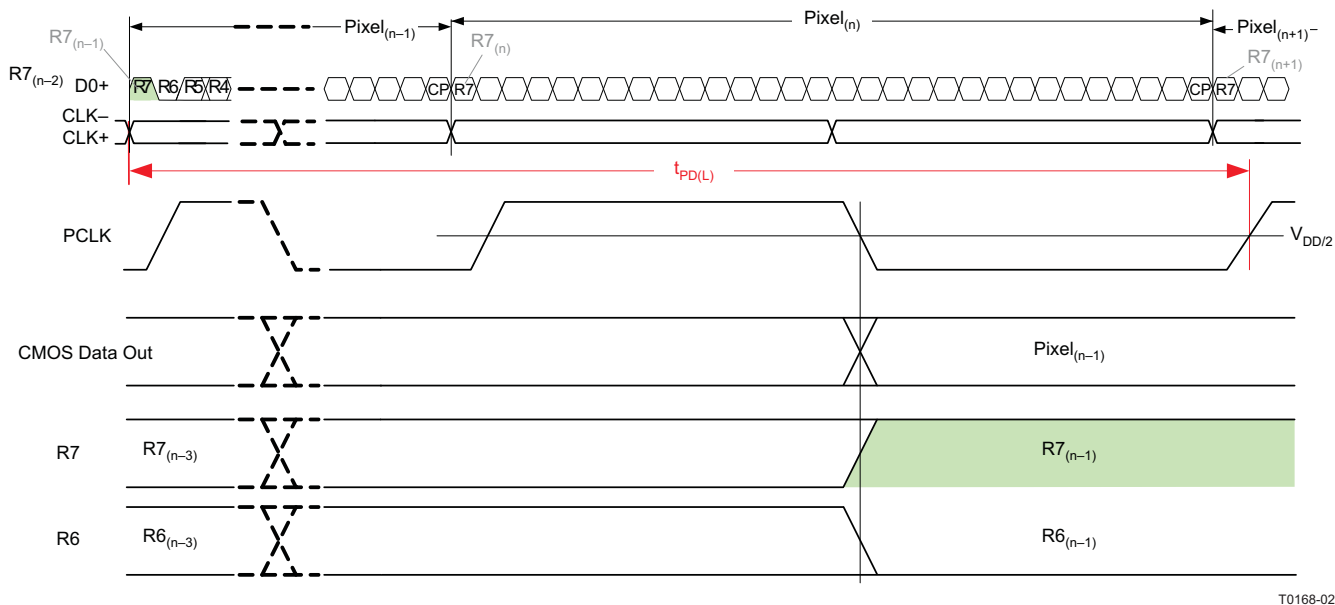 Pixel(n–1)
Pixel(n)
Pixel(n+1)–
R7(n–1)
R7(n)
R7(n+1)
R7(n–2)
D0+
R7 R6 R5 R4
CP R7
CP R7
CLK–
CLK+
tPD(L)
PCLK
VDD/2
CMOS Data Out
Pixel(n–1)
R7
R7(n–3)
R7(n–1)
R6
R6(n–3)
R6(n–1)
T0168-02